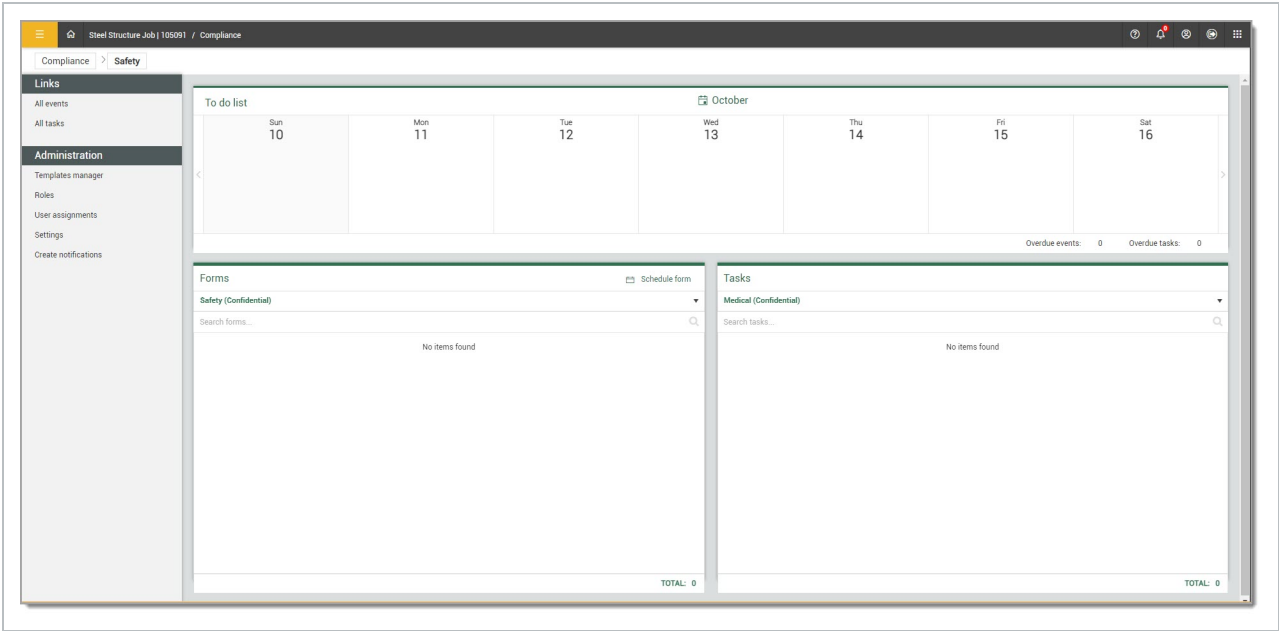 Steel Structure Job | 105091 / Compliance
0
Compliance > Safety
Links
All events
All tasks
Administration
Templates manager
Roles
User assignments
Settings
Create notifications
To do list
October
Sun Mon Tue Wed Thu Fri Sat
10 11 12 13 14 15 16
Overdue events: 0 Overdue tasks: 0
Forms
Schedule form
Safety (Confidential)
Search forms...
No items found
TOTAL: 0
Tasks
Medical (Confidential)
Search tasks...
No items found
TOTAL: 0